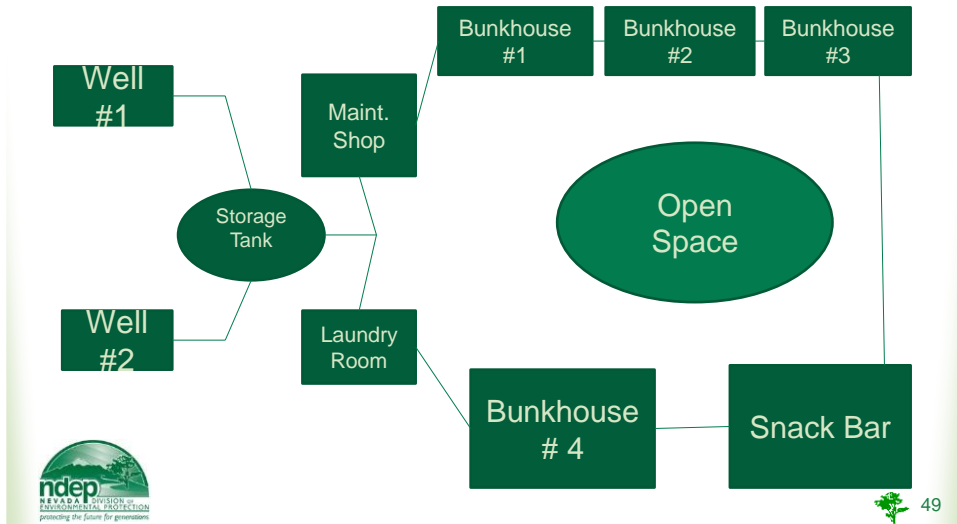 Well
#1
Maint.
Shop
Bunkhouse
#1
Bunkhouse
#2
Bunkhouse
#3
Storage
Tank
Open
Space
Well
#2
Laundry
Room
Bunkhouse
# 4
Snack Bar
ndep
NEVADA DIVISION OF
ENVIRONMENTAL PROTECTION
protecting the future for generations
49